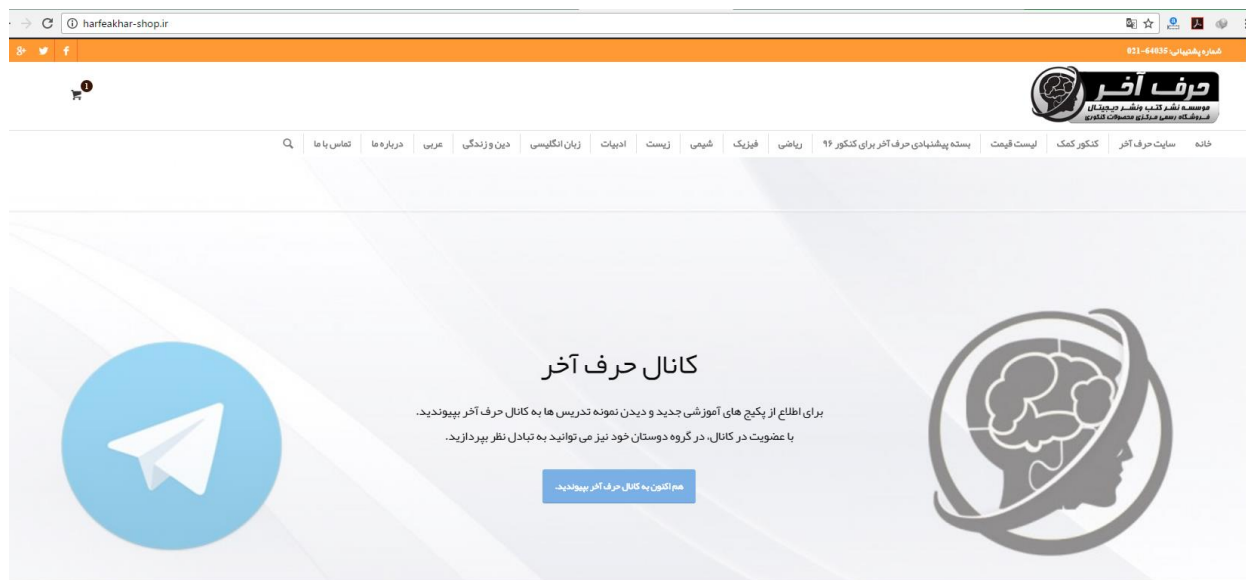 harfeakhar-shop.ir
شماره پشتیبانی: 64035-021
1
حرف آخر
موسسه نشر کتب ونشر دیجیتال
فروشگاه رسمی مرکزی محصولات کنکوری
خانه
سایت حرف آخر
کنکور کمک
لیست قیمت
بسته پیشنهادی حرف آخر برای کنکور ۹۶
ریاضی
فیزیک
شیمی
زیست
ادبیات
زبان انگلیسی
دین و زندگی
عربی
درباره ما
تماس با ما
کانال حرف آخر
برای اطلاع از پکیج های آموزشی جدید و دیدن نمونه تدریس ها به کانال حرف آخر بپیوندید.
با عضویت در کانال، در گروه دوستان خود نیز می توانید به تبادل نظر بپردازید.
هم اکنون به کانال حرف آخر بپیوندید.